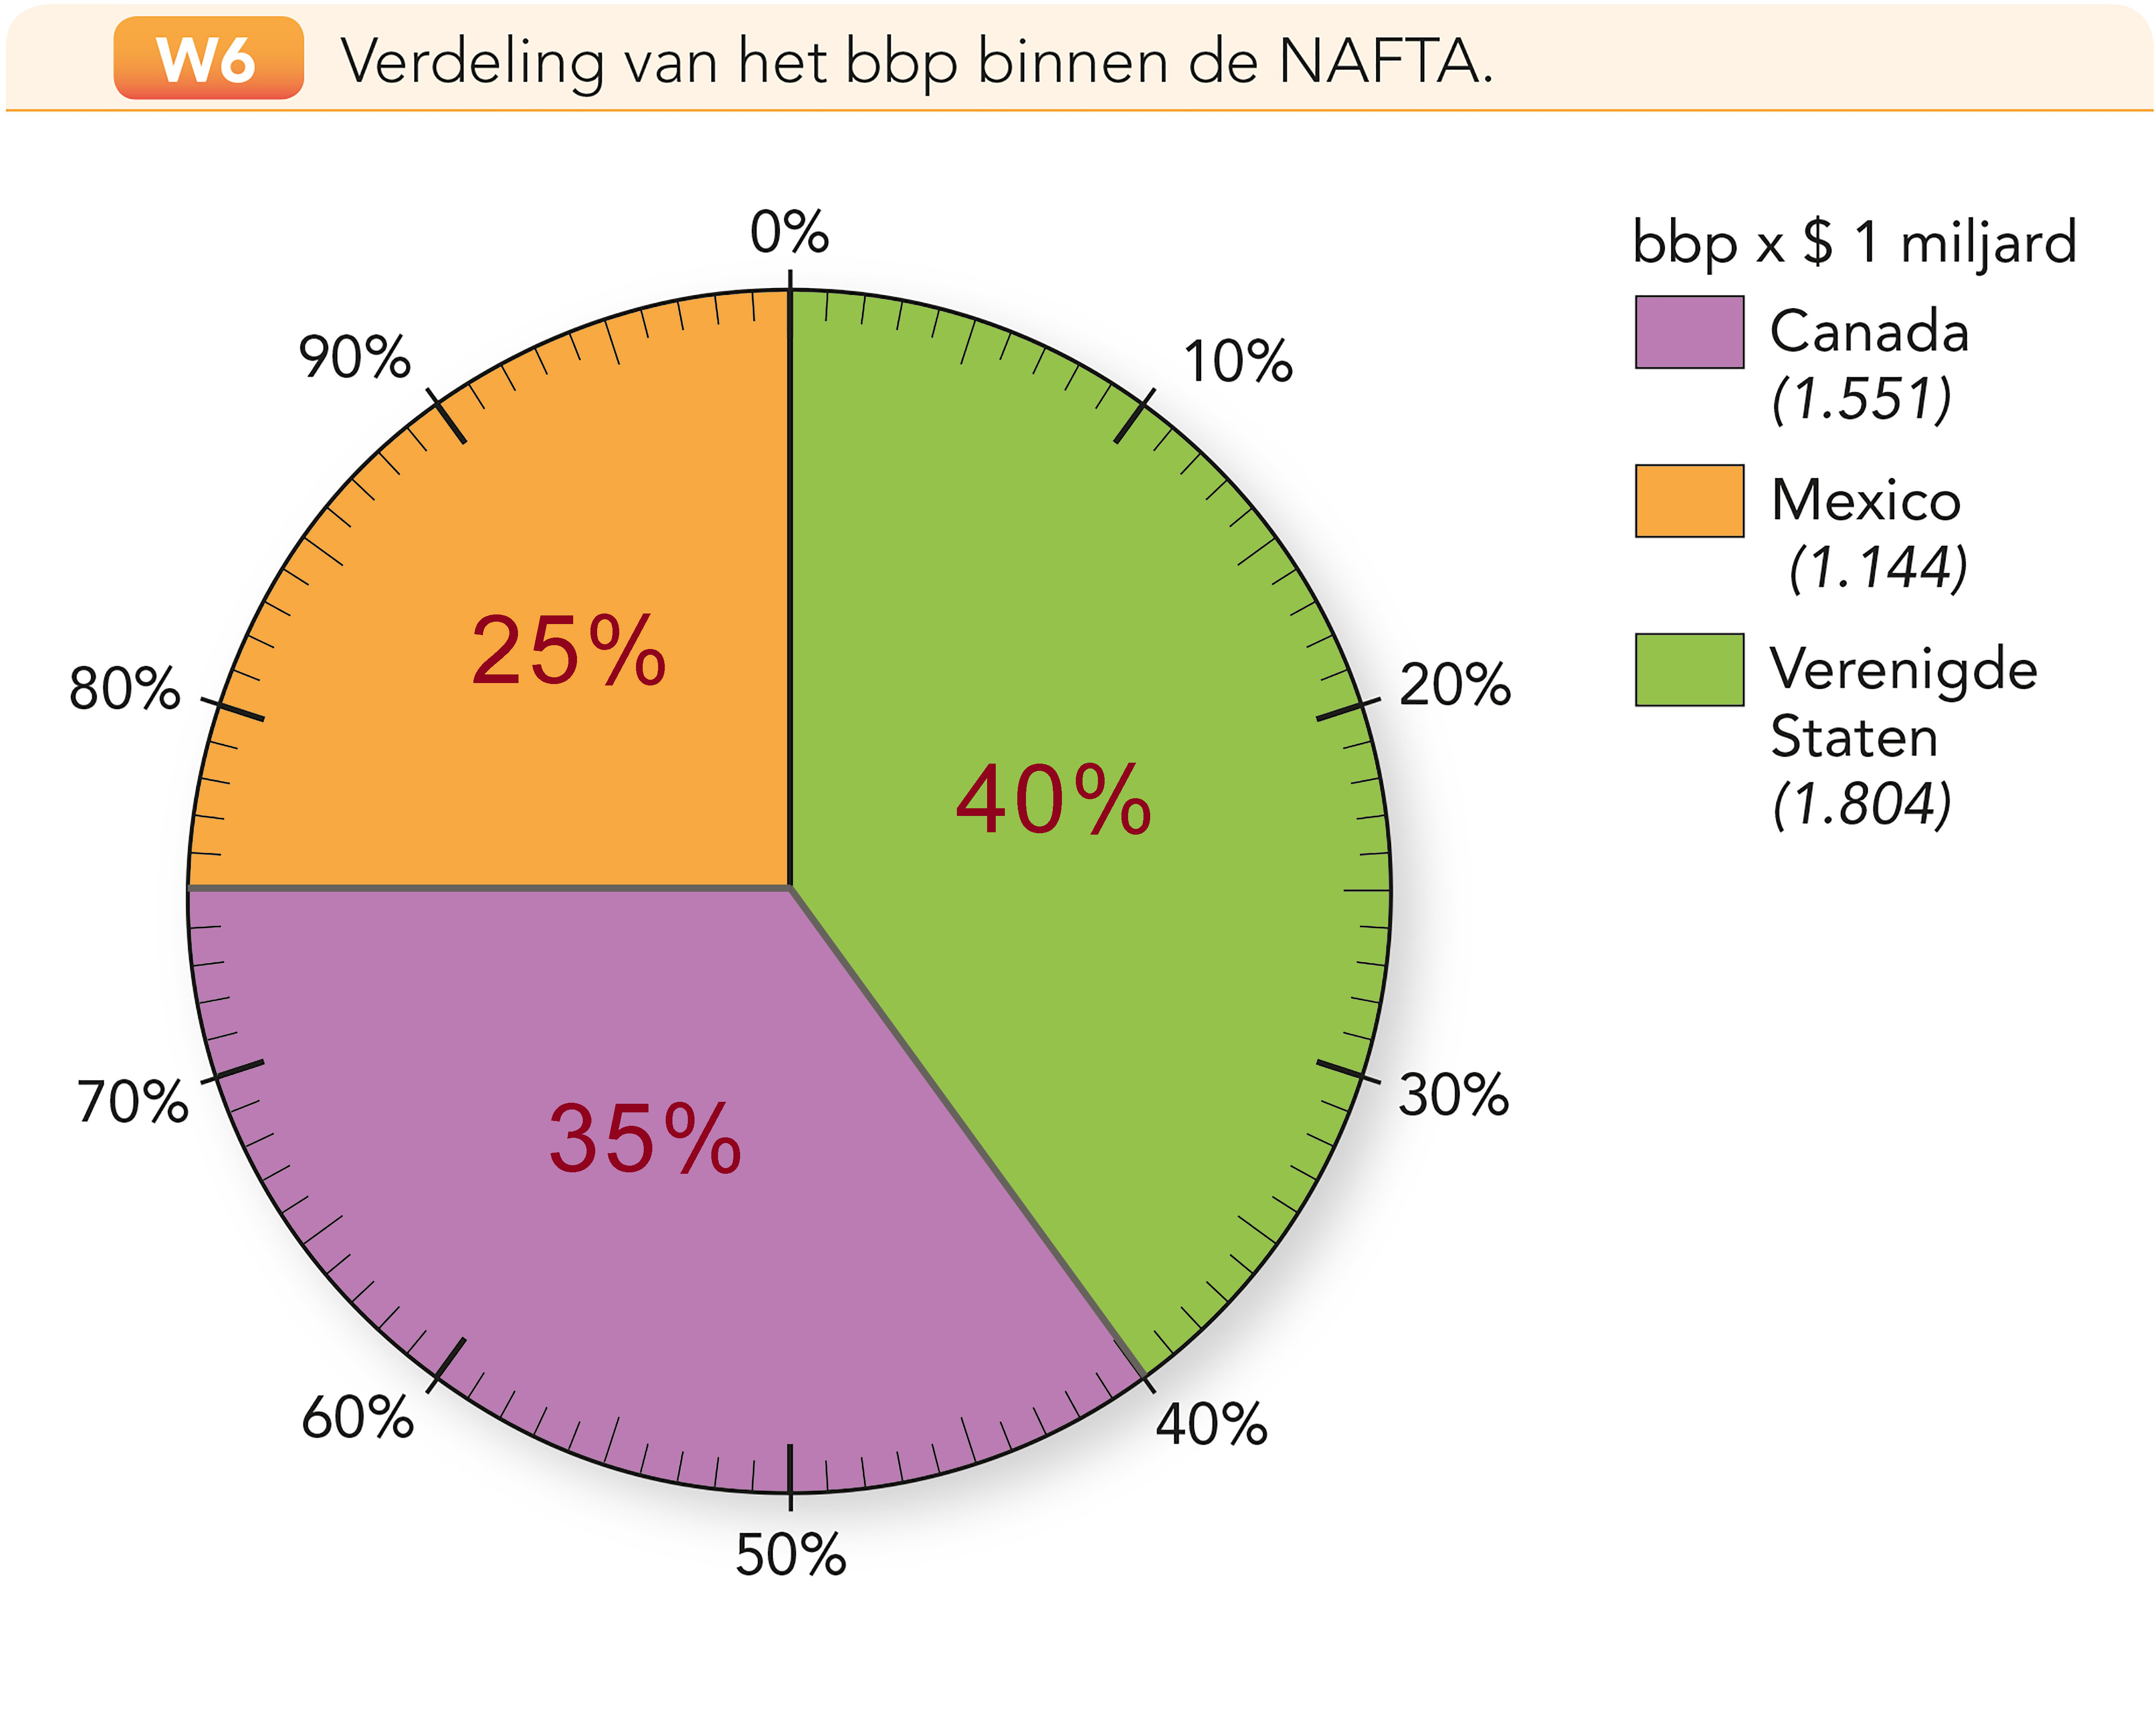 W6 Verdeling van het bbp binnen de NAFTA.
0%
10%
20%
30%
40%
50%
60%
70%
80%
90%
25%
40%
35%
bbp x $ 1 miljard
Canada
(1.551)
Mexico
(1.144)
Verenigde
Staten
(1.804)